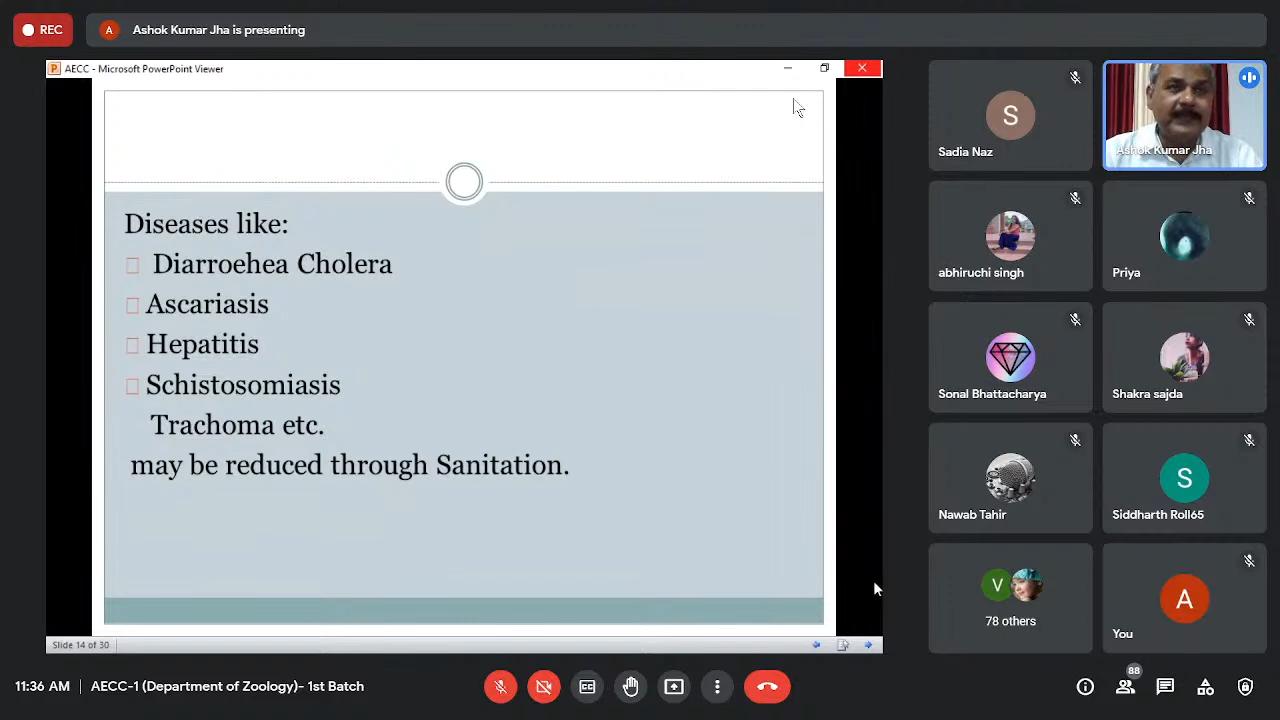 REC
A
Ashok Kumar Jha is presenting
P
AECC - Microsoft PowerPoint Viewer
Diseases like:
Diarroehea Cholera
Ascariasis
Hepatitis
Schistosomiasis
Trachoma etc.
may be reduced through Sanitation.
Slide 14 of 30
S
Sadia Naz
Ashok Kumar Jha
abhiruchi singh
Priya
Sonal Bhattacharya
Shakra sajda
Nawab Tahir
S
Siddharth Roll65
V
78 others
A
You
11:36 AM
AECC-1 (Department of Zoology)- 1st Batch
CC
88